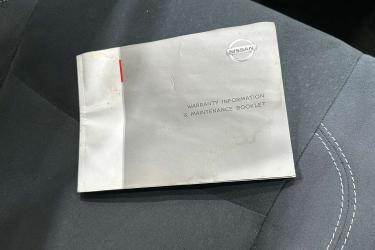 NISSAN
WARRANTY INFORMATION
& MAINTENANCE BOOKLET